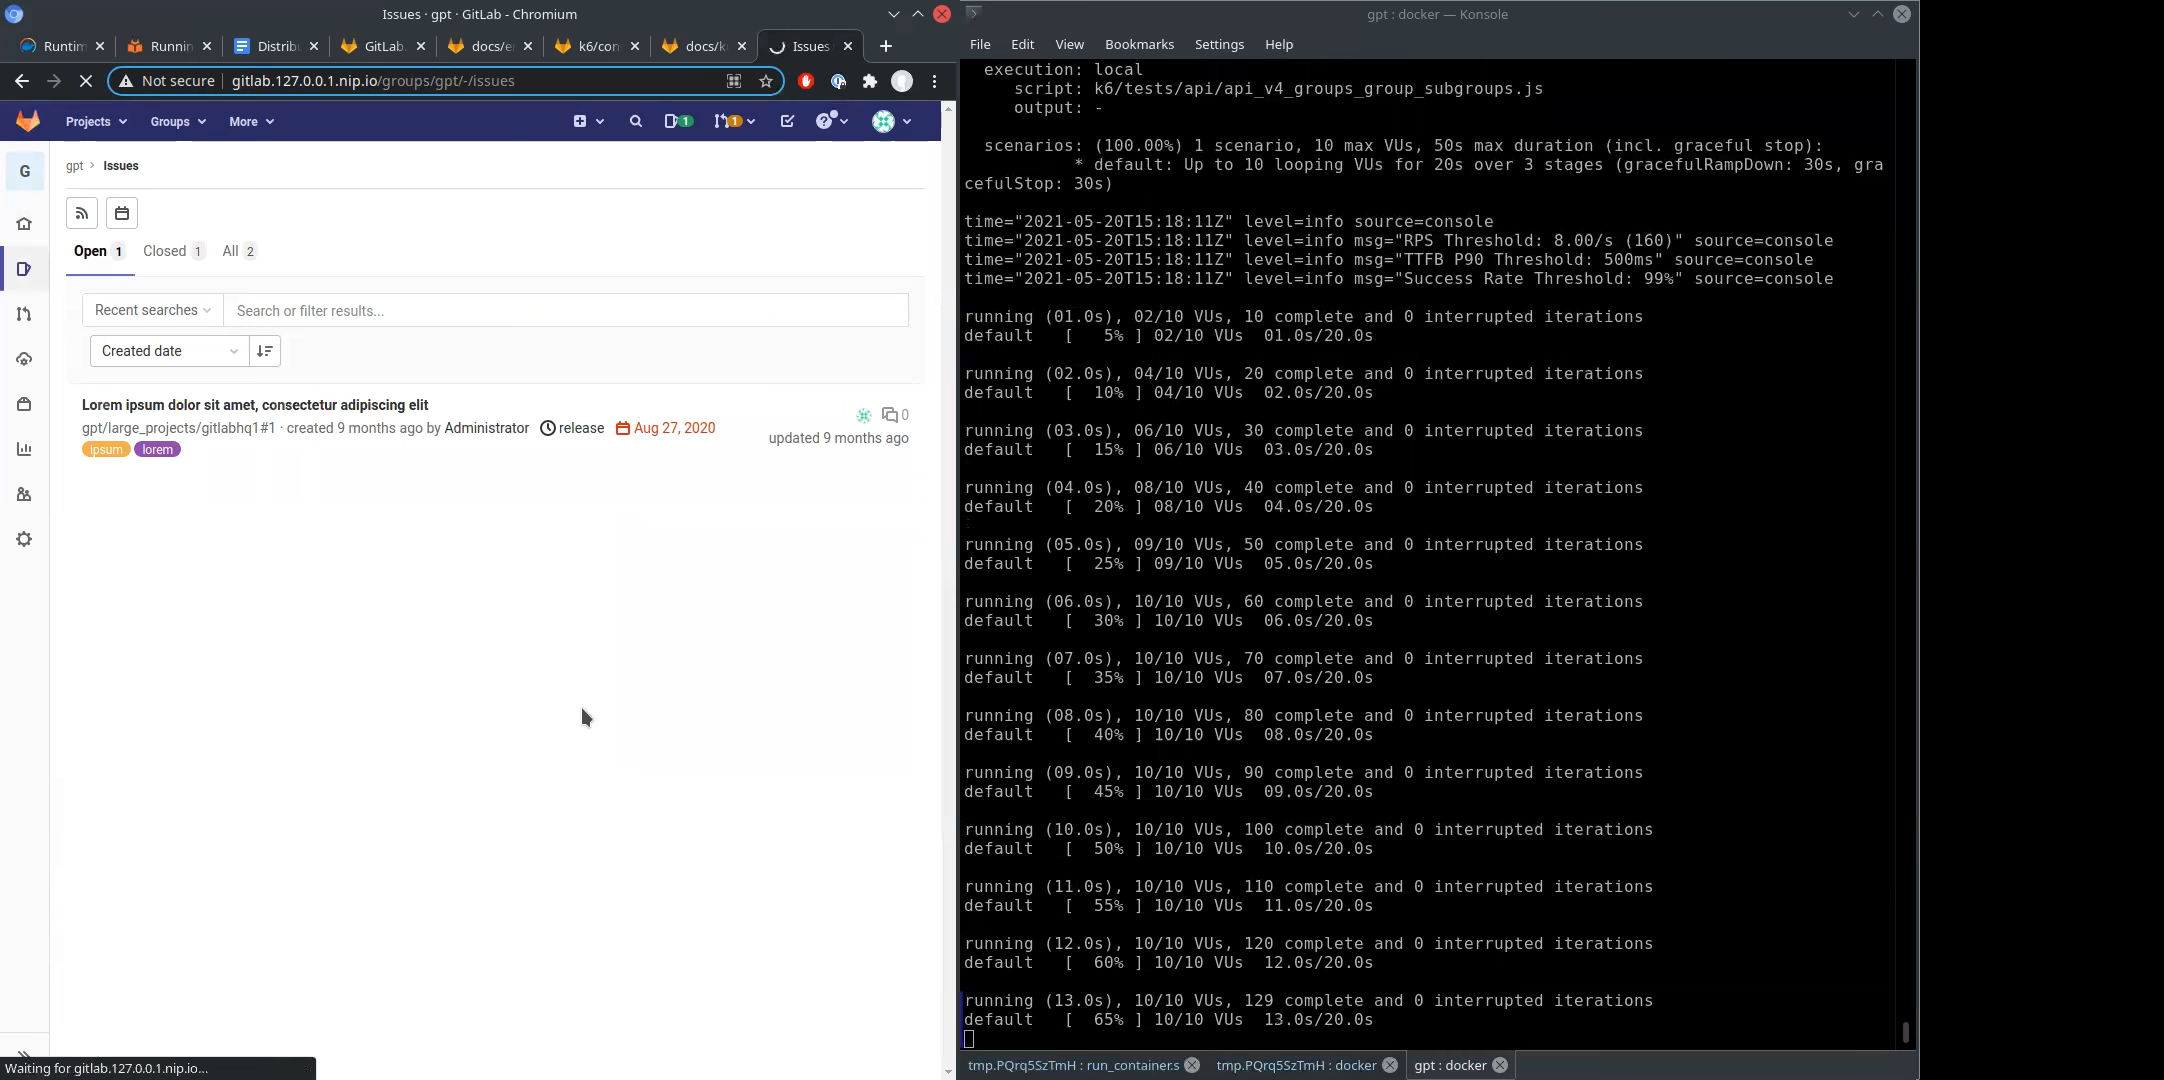 Issues · gpt · GitLab - Chromium
Runtim
Runnin
Distrib
GitLab
docs/e
k6/con
docs/k
Issues
Not secure
gitlab.127.0.0.1.nip.io/groups/gpt/-/issues
Projects
Groups
More
1
1
G
gpt > Issues
Open 1
Closed 1
All 2
Recent searches
Search or filter results...
Created date
Lorem ipsum dolor sit amet, consectetur adipiscing elit
0
gpt/large_projects/gitlabhq1#1 · created 9 months ago by Administrator release Aug 27, 2020
updated 9 months ago
ipsum
lorem
Waiting for gitlab.127.0.0.1.nip.io...
gpt : docker — Konsole
File Edit View Bookmarks Settings Help
execution: local
script: k6/tests/api/api_v4_groups_group_subgroups.js
output: -
scenarios: (100.00%) 1 scenario, 10 max VUs, 50s max duration (incl. graceful stop):
* default: Up to 10 looping VUs for 20s over 3 stages (gracefulRampDown: 30s, gra
cefulStop: 30s)
time="2021-05-20T15:18:11Z" level=info source=console
time="2021-05-20T15:18:11Z" level=info msg="RPS Threshold: 8.00/s (160)" source=console
time="2021-05-20T15:18:11Z" level=info msg="TTFB P90 Threshold: 500ms" source=console
time="2021-05-20T15:18:11Z" level=info msg="Success Rate Threshold: 99%" source=console
running (01.0s), 02/10 VUs, 10 complete and 0 interrupted iterations
default [ 5% ] 02/10 VUs 01.0s/20.0s
running (02.0s), 04/10 VUs, 20 complete and 0 interrupted iterations
default [ 10% ] 04/10 VUs 02.0s/20.0s
running (03.0s), 06/10 VUs, 30 complete and 0 interrupted iterations
default [ 15% ] 06/10 VUs 03.0s/20.0s
running (04.0s), 08/10 VUs, 40 complete and 0 interrupted iterations
default [ 20% ] 08/10 VUs 04.0s/20.0s
running (05.0s), 09/10 VUs, 50 complete and 0 interrupted iterations
default [ 25% ] 09/10 VUs 05.0s/20.0s
running (06.0s), 10/10 VUs, 60 complete and 0 interrupted iterations
default [ 30% ] 10/10 VUs 06.0s/20.0s
running (07.0s), 10/10 VUs, 70 complete and 0 interrupted iterations
default [ 35% ] 10/10 VUs 07.0s/20.0s
running (08.0s), 10/10 VUs, 80 complete and 0 interrupted iterations
default [ 40% ] 10/10 VUs 08.0s/20.0s
running (09.0s), 10/10 VUs, 90 complete and 0 interrupted iterations
default [ 45% ] 10/10 VUs 09.0s/20.0s
running (10.0s), 10/10 VUs, 100 complete and 0 interrupted iterations
default [ 50% ] 10/10 VUs 10.0s/20.0s
running (11.0s), 10/10 VUs, 110 complete and 0 interrupted iterations
default [ 55% ] 10/10 VUs 11.0s/20.0s
running (12.0s), 10/10 VUs, 120 complete and 0 interrupted iterations
default [ 60% ] 10/10 VUs 12.0s/20.0s
running (13.0s), 10/10 VUs, 129 complete and 0 interrupted iterations
default [ 65% ] 10/10 VUs 13.0s/20.0s
tmp.PQrq5SzTmH : run_container.s
tmp.PQrq5SzTmH : docker
gpt : docker